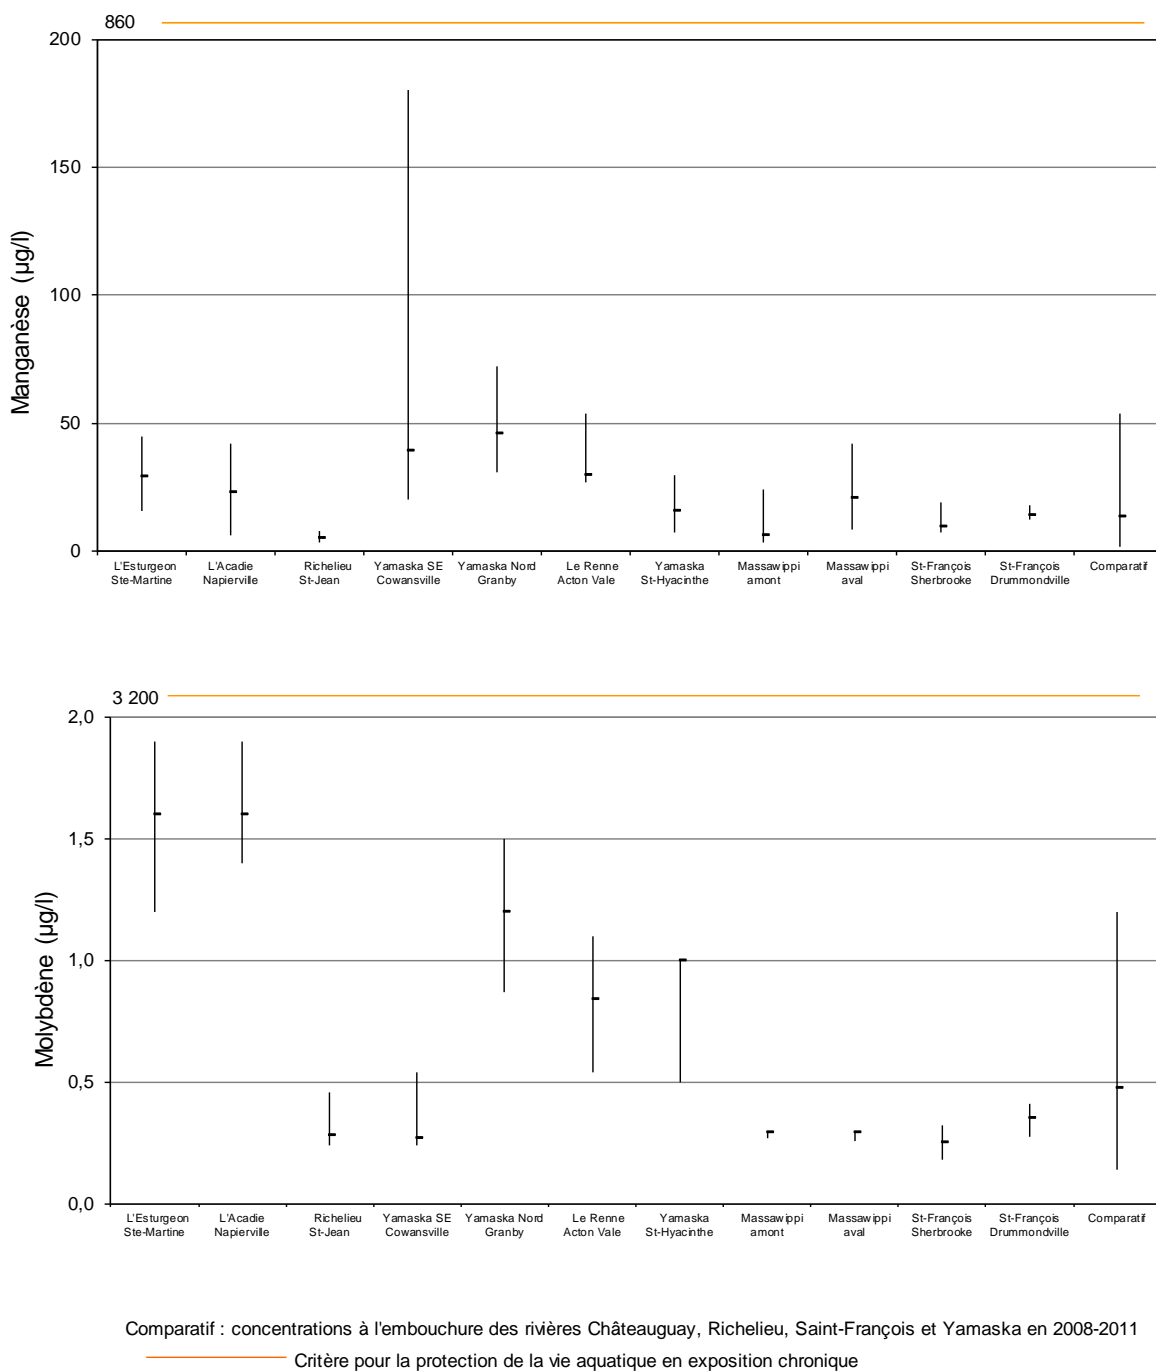 860
200
150
100
50
0
Manganèse (µg/l)
L'Esturgeon Ste-Martine
L'Acadie Napierville
Richelieu St-Jean
Yamaska SE Cowansville
Yamaska Nord Granby
Le Renne Acton Vale
Yamaska St-Hyacinthe
Massawippi amont
Massawippi aval
St-François Sherbrooke
St-François Drummondville
Comparatif
3 200
2,0
1,5
1,0
0,5
0,0
Molybdène (µg/l)
L'Esturgeon Ste-Martine
L'Acadie Napierville
Richelieu St-Jean
Yamaska SE Cowansville
Yamaska Nord Granby
Le Renne Acton Vale
Yamaska St-Hyacinthe
Massawippi amont
Massawippi aval
St-François Sherbrooke
St-François Drummondville
Comparatif
Comparatif : concentrations à l'embouchure des rivières Châteauguay, Richelieu, Saint-François et Yamaska en 2008-2011
Critère pour la protection de la vie aquatique en exposition chronique